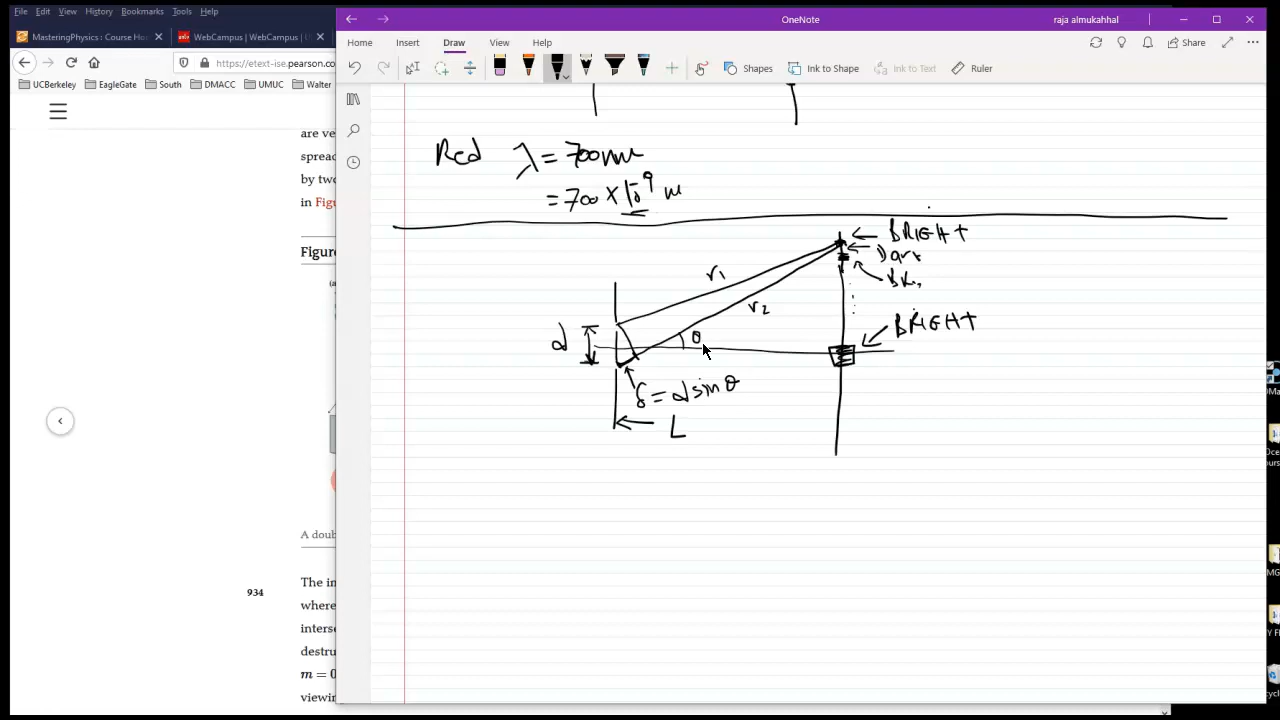 File Edit View History Bookmarks Tools Help
OneNote
raja almukahhal
MasteringPhysics : Course Ho
WebCampus | WebCampus |
Home Insert Draw View Help
Share
https://etext-ise.pearson.co
Shapes
Ink to Shape
Ink to Text
Ruler
UCBerkeley EagleGate South DMACC UMUC Walter
are ve
sprea
by two
in Figu
Figure
(a
A doub
934
The in
where
inters
destru
m = 0
viewin
Red λ = 700nm
= 700 × 10⁻⁹ m
BRIGHT
Dark
r1
r2
BRIGHT
d
θ
δ = d sin θ
L